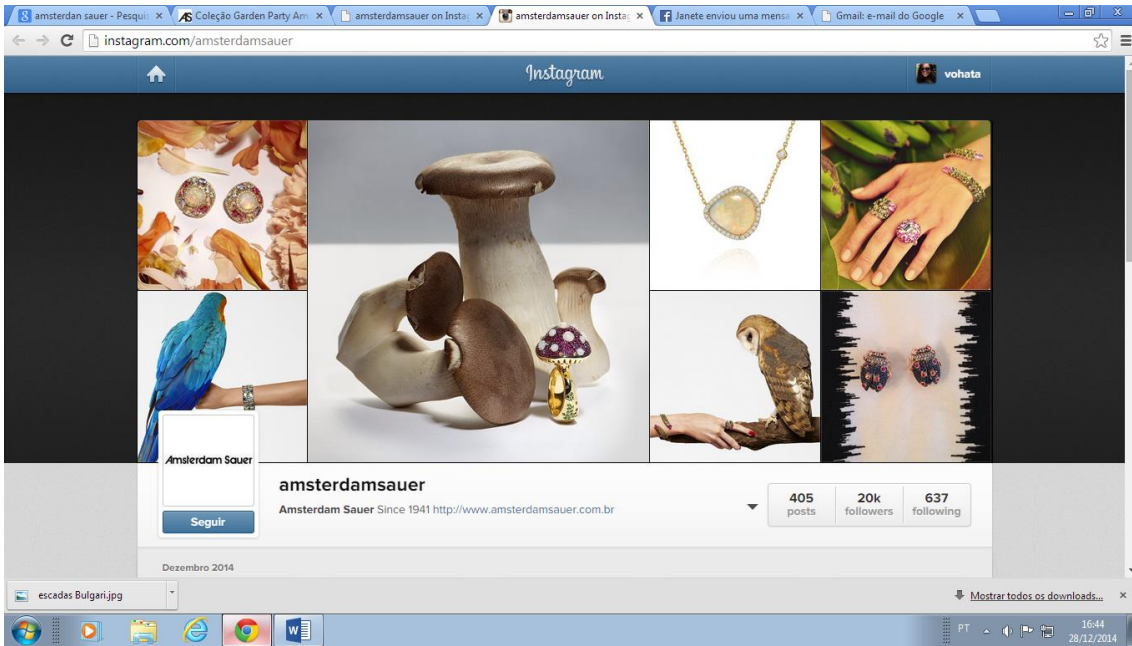 amsterdan sauer - Pesqui
Coleção Garden Party Am
amsterdamsauer on Insta
amsterdamsauer on Insta
Janete enviou uma mensa
Gmail: e-mail do Google
instagram.com/amsterdamsauer
Instagram
vohata
Amsterdam Sauer
Seguir
amsterdamsauer
Amsterdam Sauer Since 1941 http://www.amsterdamsauer.com.br
405 20k 637
posts followers following
Dezembro 2014
escadas Bulgari.jpg
Mostrar todos os downloads...
PT
16:44
28/12/2014